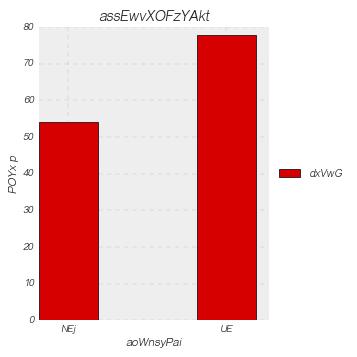 assEwvXOFzYAkt
80
70
60
50
40
30
20
10
0
POYx.p
NEj
UE
aoWnsyPaI
dxVwG